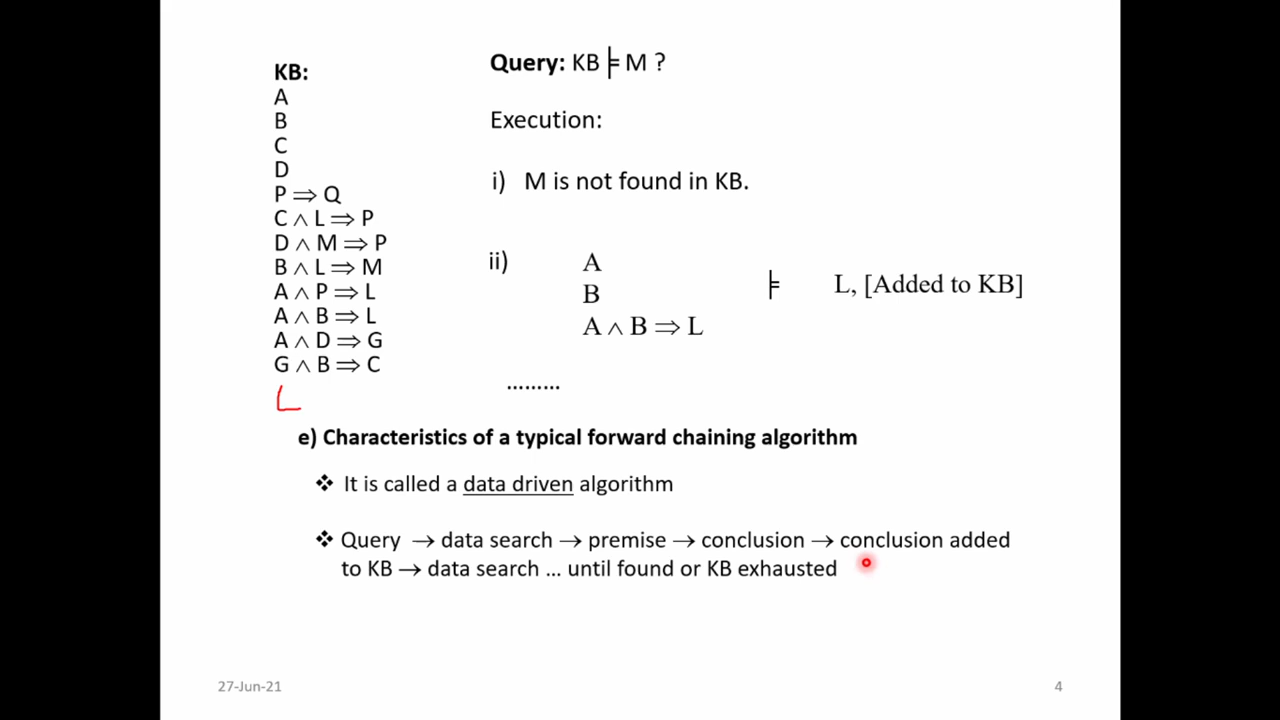 KB:
A
B
C
D
P ⇒ Q
C ∧ L ⇒ P
D ∧ M ⇒ P
B ∧ L ⇒ M
A ∧ P ⇒ L
A ∧ B ⇒ L
A ∧ D ⇒ G
G ∧ B ⇒ C
L
Query: KB ⊧ M ?
Execution:
i) M is not found in KB.
ii) A
B
A ∧ B ⇒ L
⊧ L, [Added to KB]
.........
e) Characteristics of a typical forward chaining algorithm
❖ It is called a data driven algorithm
❖ Query → data search → premise → conclusion → conclusion added
to KB → data search ... until found or KB exhausted
27-Jun-21
4